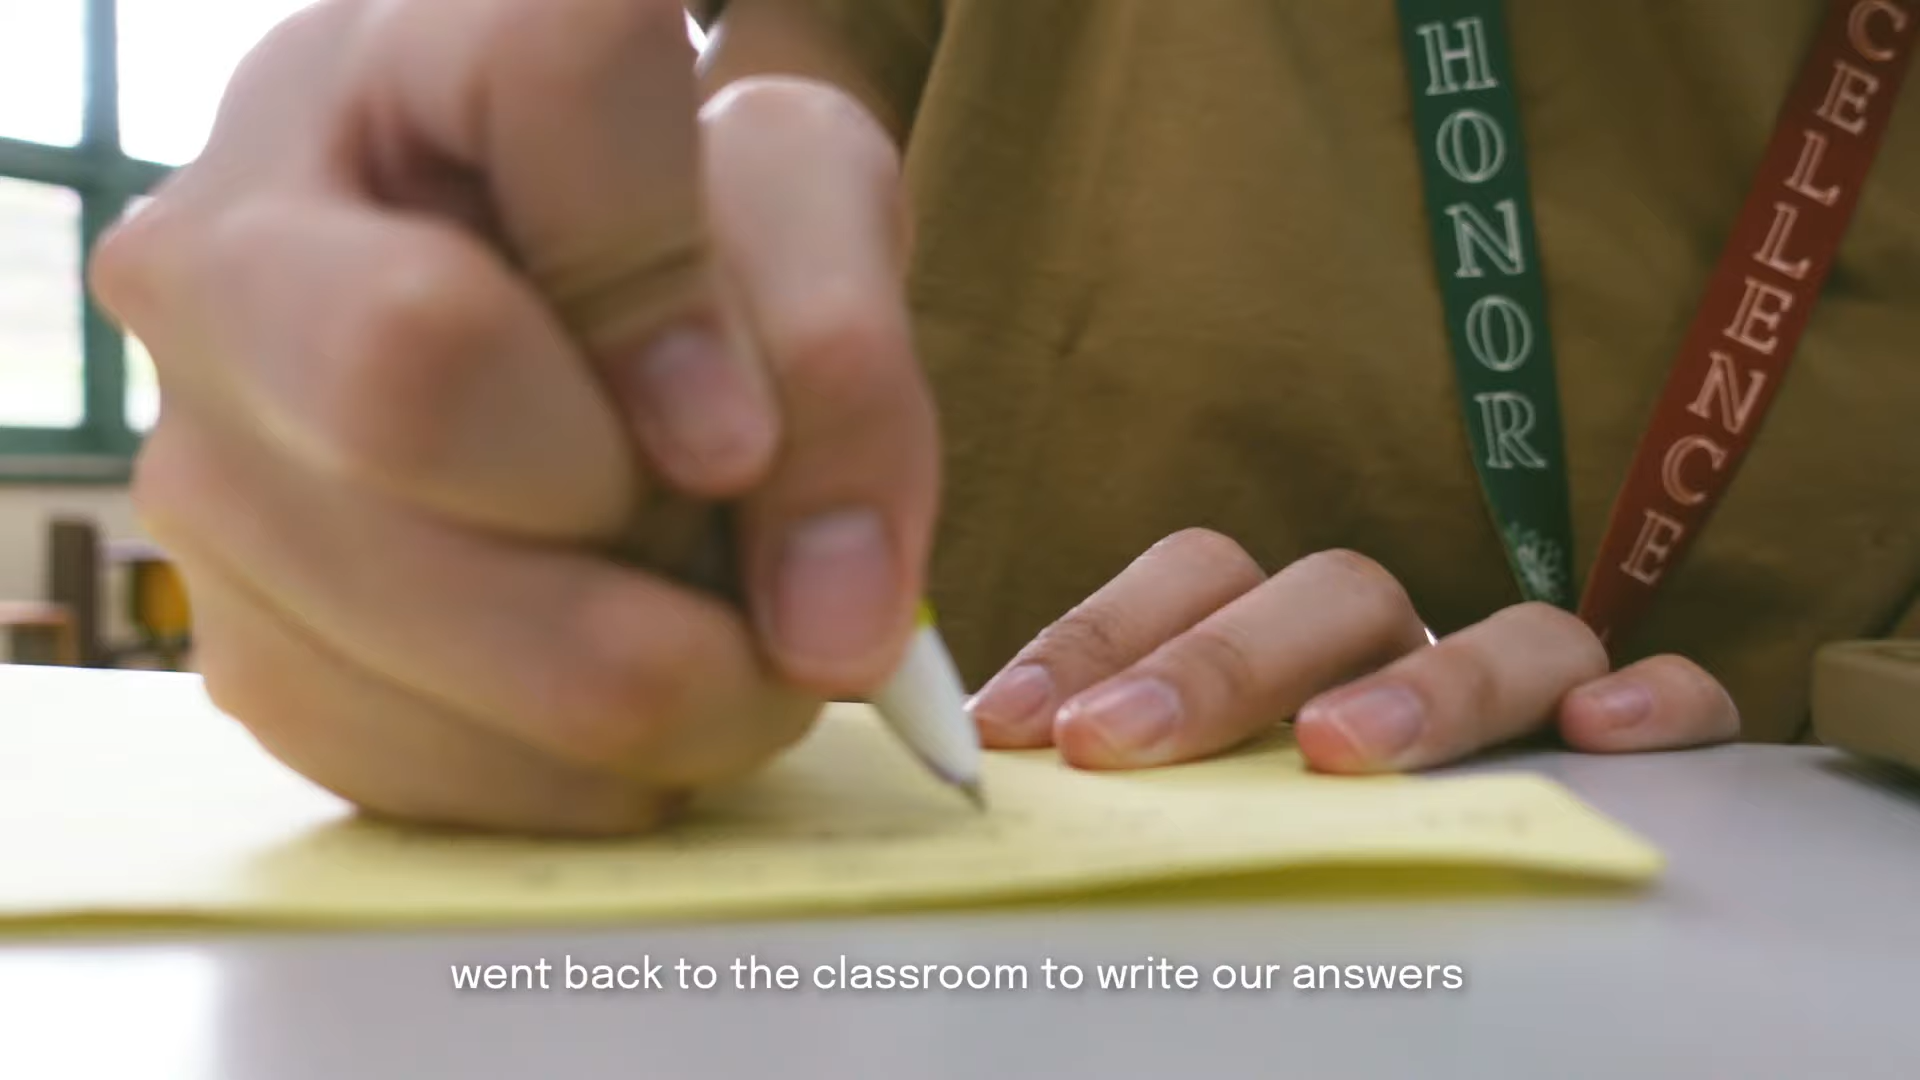 HONOR
CELLENCE
went back to the classroom to write our answers